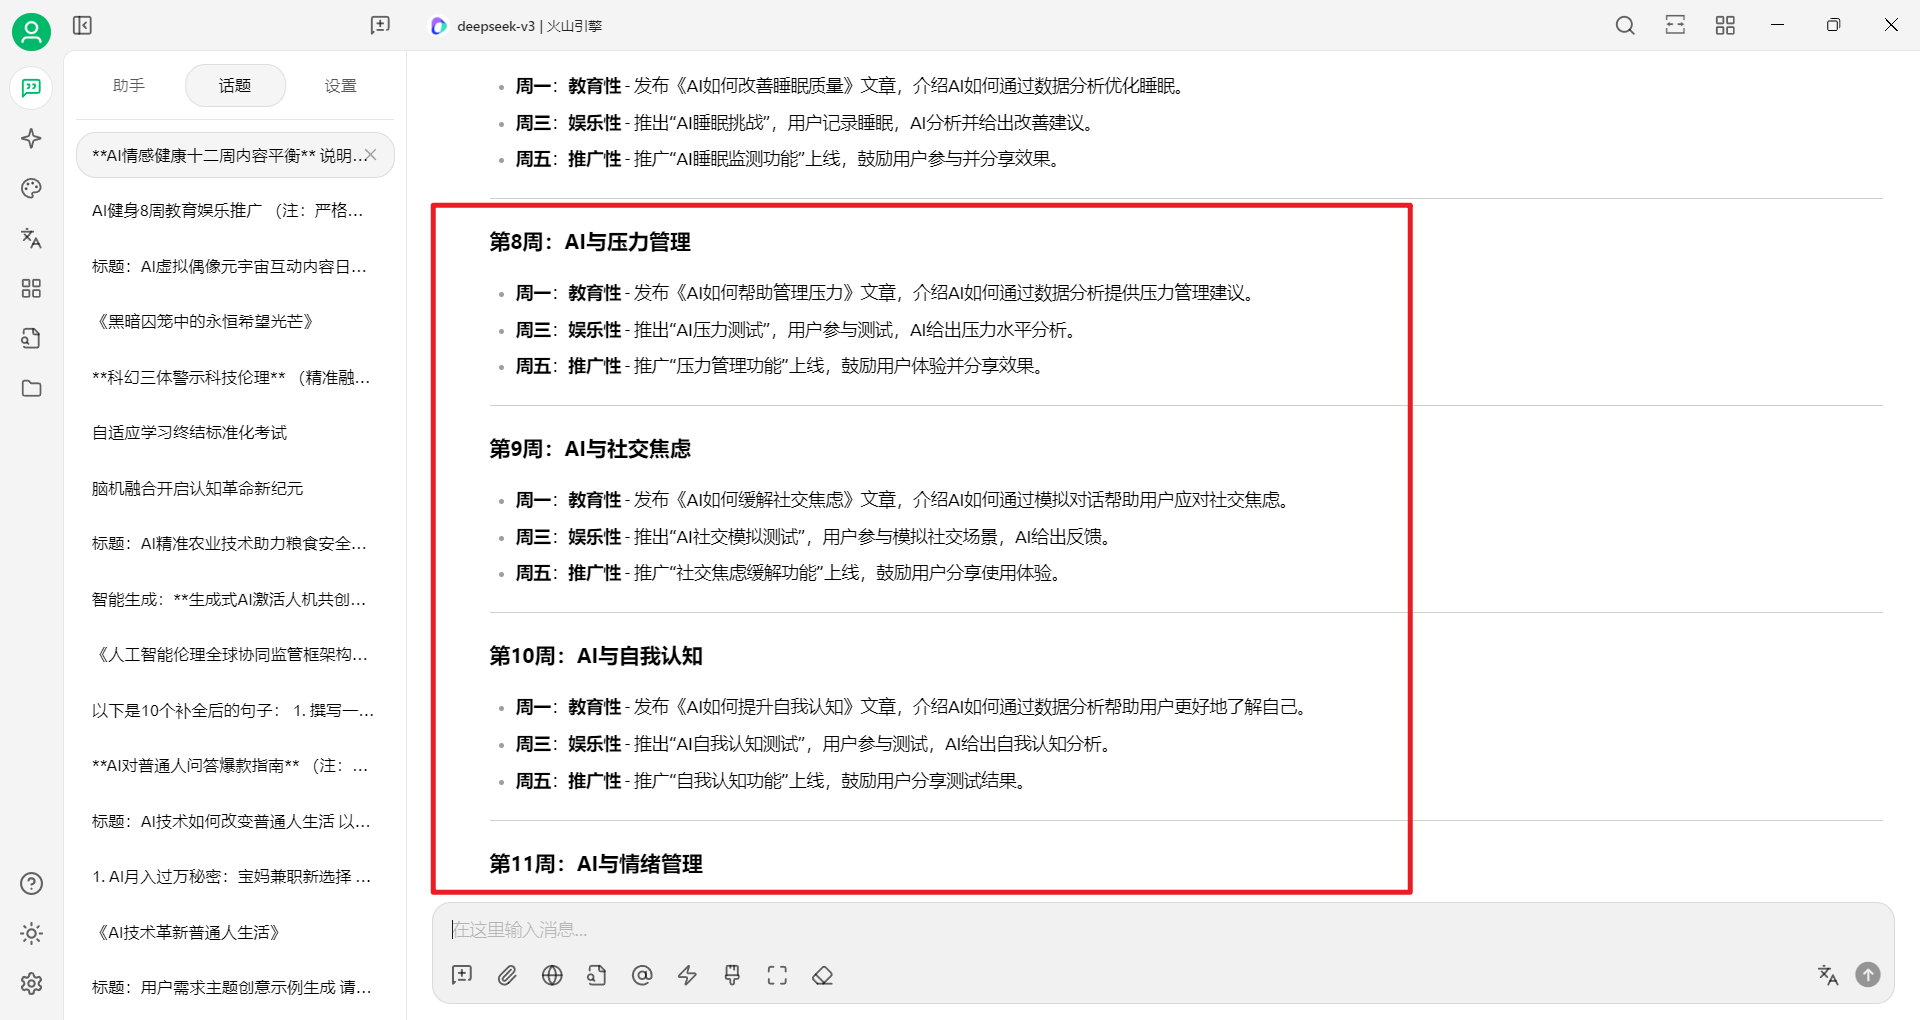 deepseek-v3 | 火山引擎
助手
话题
设置
**AI情感健康十二周内容平衡** 说明...
AI健身8周教育娱乐推广 （注：严格...
标题：AI虚拟偶像元宇宙互动内容日...
《黑暗囚笼中的永恒希望光芒》
**科幻三体警示科技伦理** （精准融...
自适应学习终结标准化考试
脑机融合开启认知革命新纪元
标题：AI精准农业技术助力粮食安全...
智能生成：**生成式AI激活人机共创...
《人工智能伦理全球协同监管框架构...
以下是10个补全后的句子： 1. 撰写一...
**AI对普通人问答爆款指南** （注：...
标题：AI技术如何改变普通人生活 以...
1. AI月入过万秘密：宝妈兼职新选择 ...
《AI技术革新普通人生活》
标题：用户需求主题创意示例生成 请...
周一：教育性 - 发布《AI如何改善睡眠质量》文章，介绍AI如何通过数据分析优化睡眠。
周三：娱乐性 - 推出“AI睡眠挑战”，用户记录睡眠，AI分析并给出改善建议。
周五：推广性 - 推广“AI睡眠监测功能”上线，鼓励用户参与并分享效果。
第8周：AI与压力管理
周一：教育性 - 发布《AI如何帮助管理压力》文章，介绍AI如何通过数据分析提供压力管理建议。
周三：娱乐性 - 推出“AI压力测试”，用户参与测试，AI给出压力水平分析。
周五：推广性 - 推广“压力管理功能”上线，鼓励用户体验并分享效果。
第9周：AI与社交焦虑
周一：教育性 - 发布《AI如何缓解社交焦虑》文章，介绍AI如何通过模拟对话帮助用户应对社交焦虑。
周三：娱乐性 - 推出“AI社交模拟测试”，用户参与模拟社交场景，AI给出反馈。
周五：推广性 - 推广“社交焦虑缓解功能”上线，鼓励用户分享使用体验。
第10周：AI与自我认知
周一：教育性 - 发布《AI如何提升自我认知》文章，介绍AI如何通过数据分析帮助用户更好地了解自己。
周三：娱乐性 - 推出“AI自我认知测试”，用户参与测试，AI给出自我认知分析。
周五：推广性 - 推广“自我认知功能”上线，鼓励用户分享测试结果。
第11周：AI与情绪管理
在这里输入消息...